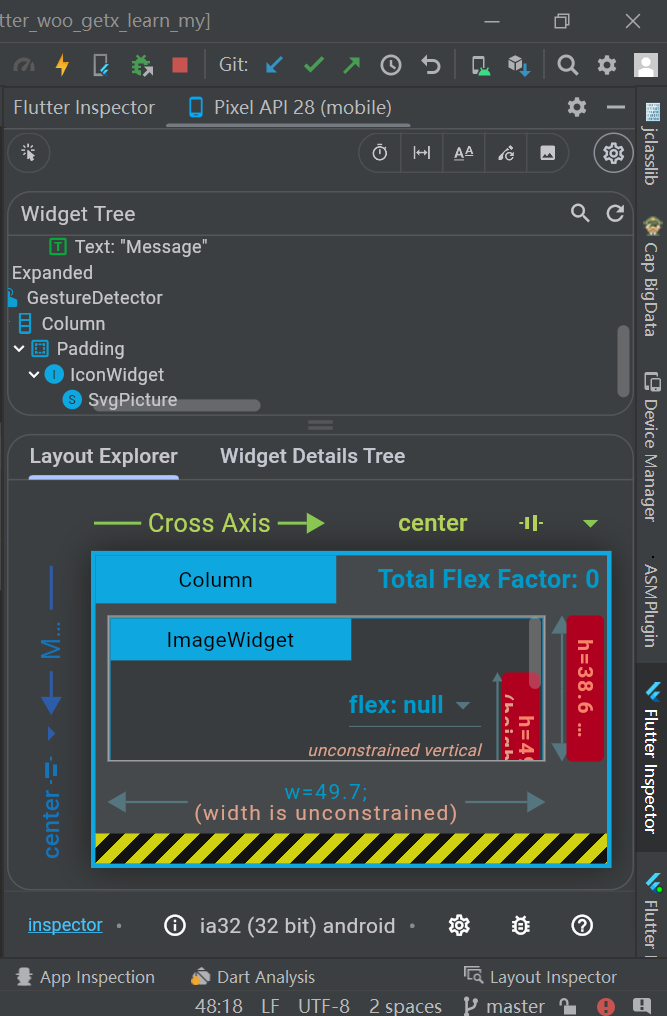 tter_woo_getx_learn_my]
Git:
Flutter Inspector
Pixel API 28 (mobile)
AA
Widget Tree
T Text: "Message"
Expanded
GestureDetector
Column
Padding
I IconWidget
S SvgPicture
Layout Explorer
Widget Details Tree
Cross Axis
center
M...
center
Column
Total Flex Factor: 0
ImageWidget
flex: null
unconstrained vertical
h=38.6 ...
w=49.7;
(width is unconstrained)
inspector
ia32 (32 bit) android
jclasslib
Cap BigData
Device Manager
ASMPlugin
Flutter Inspector
Flutter
App Inspection
Dart Analysis
Layout Inspector
48:18 LF UTF-8 2 spaces master